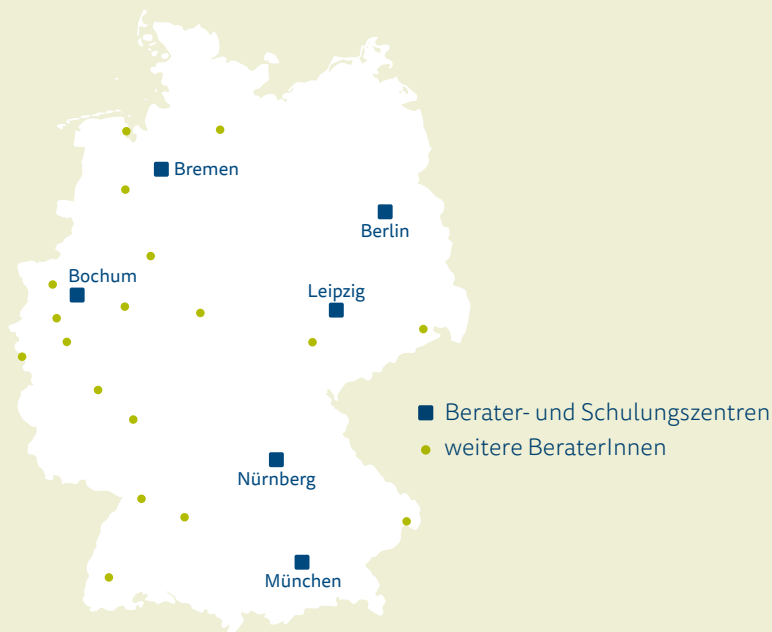 Bremen
Berlin
Bochum
Leipzig
Berater- und Schulungszentren
weitere BeraterInnen
Nürnberg
München